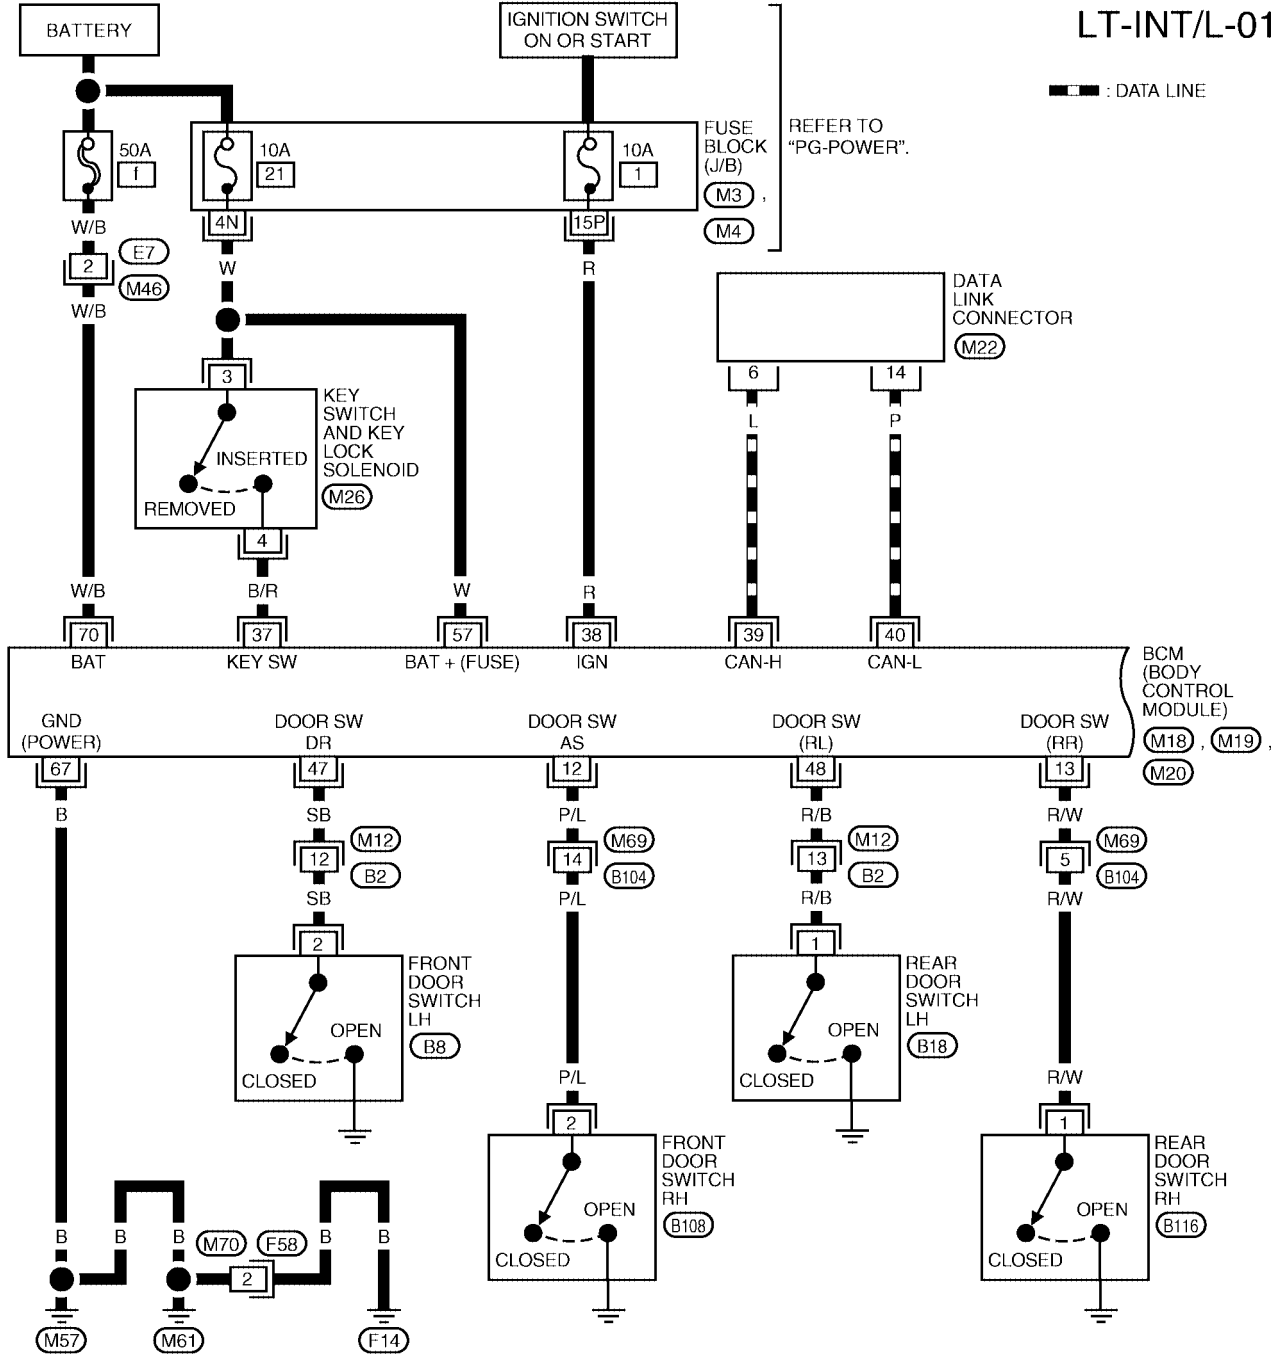 LT-INT/L-01
BATTERY
IGNITION SWITCH
ON OR START
: DATA LINE
50A
f
10A
21
10A
1
FUSE
BLOCK
(J/B)
M3 ,
M4
REFER TO
“PG-POWER”.
4N
15P
W/B
2
E7
M46
W/B
W
R
DATA
LINK
CONNECTOR
M22
6
14
L
P
3
KEY
SWITCH
AND KEY
LOCK
SOLENOID
M26
INSERTED
REMOVED
4
W/B
B/R
W
R
70
37
57
38
39
40
BAT
KEY SW
BAT + (FUSE)
IGN
CAN-H
CAN-L
BCM
(BODY
CONTROL
MODULE)
M18 , M19 ,
M20
GND
(POWER)
DOOR SW
DR
DOOR SW
AS
DOOR SW
(RL)
DOOR SW
(RR)
67
47
12
48
13
B
SB
P/L
R/B
R/W
12
M12
B2
14
M69
B104
13
M12
B2
5
M69
B104
SB
P/L
R/B
R/W
2
FRONT
DOOR
SWITCH
LH
B8
OPEN
CLOSED
1
REAR
DOOR
SWITCH
LH
B18
OPEN
CLOSED
P/L
R/W
2
FRONT
DOOR
SWITCH
RH
B108
OPEN
CLOSED
1
REAR
DOOR
SWITCH
RH
B116
OPEN
CLOSED
B
B
B
M70
F58
B
B
2
M57
M61
F14